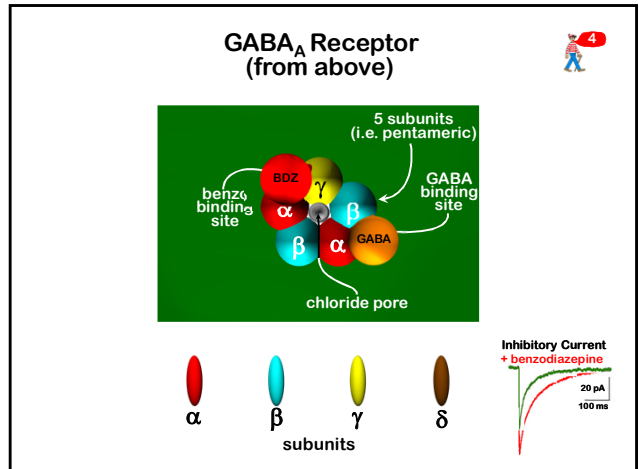 GABAA Receptor
(from above)
4
5 subunits
(i.e. pentameric)
BDZ
γ
benzo
binding
site
α
β
GABA
binding
site
β
α
GABA
chloride pore
Inhibitory Current
+ benzodiazepine
20 pA
100 ms
α
β
γ
δ
subunits